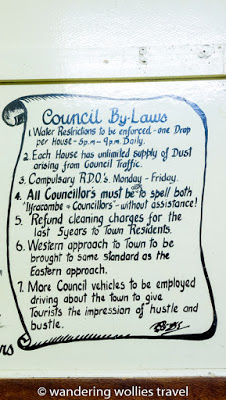 Council By-Laws
1. Water Restrictions to be enforced - one Drop
per House - 5p.m - 9p.m. Daily.
2. Each House has unlimited supply of Dust
arising from Council Traffic.
3. Compulsary R.D.O.'s. Monday - Friday.
4. All Councillor's must be to spell both
"Ilfracombe & Councillors" - without assistance!
5. Refund cleaning charges for the
last 5years to Town Residents.
6. Western approach to Town to be
brought to same standard as the
Eastern approach.
7. More Council vehicles to be employed
driving about the town to give
Tourists the impression of hustle and
bustle.
rs
© wandering wollies travel